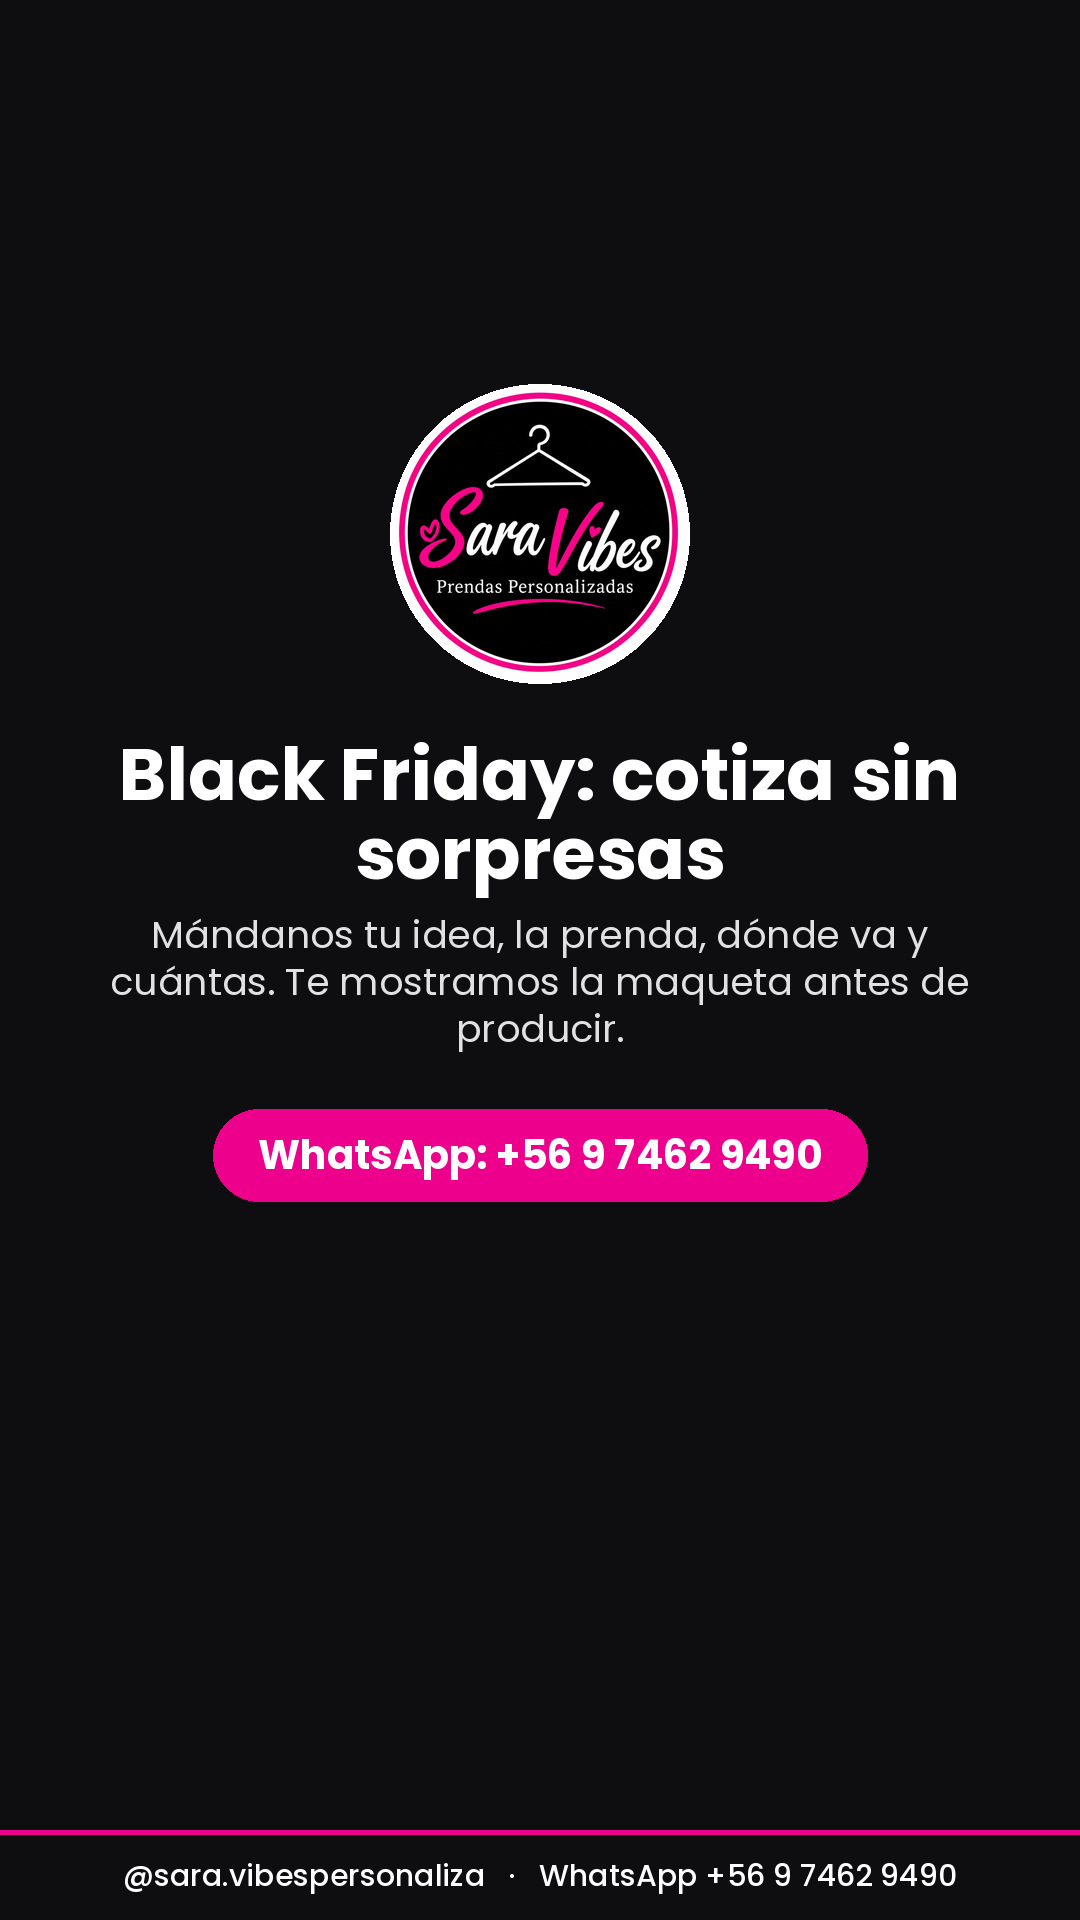 Sara Vibes
Prendas Personalizadas
Black Friday: cotiza sin
sorpresas
Mándanos tu idea, la prenda, dónde va y
cuántas. Te mostramos la maqueta antes de
producir.
WhatsApp: +56 9 7462 9490
@sara.vibespersonaliza · WhatsApp +56 9 7462 9490